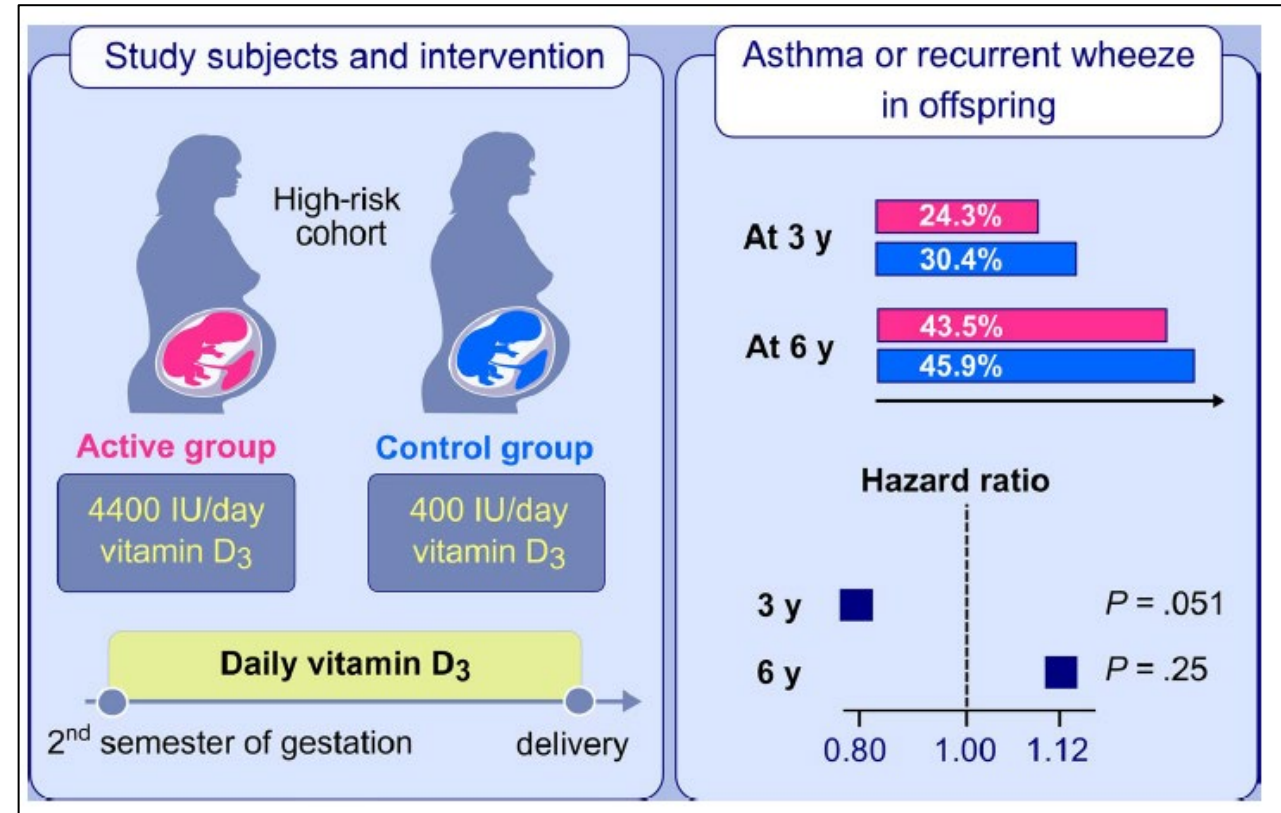 Study subjects and intervention
High-risk
cohort
Active group
Control group
4400 IU/day
vitamin D3
400 IU/day
vitamin D3
Daily vitamin D3
2nd semester of gestation
delivery
Asthma or recurrent wheeze
in offspring
At 3 y
24.3%
30.4%
At 6 y
43.5%
45.9%
Hazard ratio
3 y
P = .051
6 y
P = .25
0.80 1.00 1.12